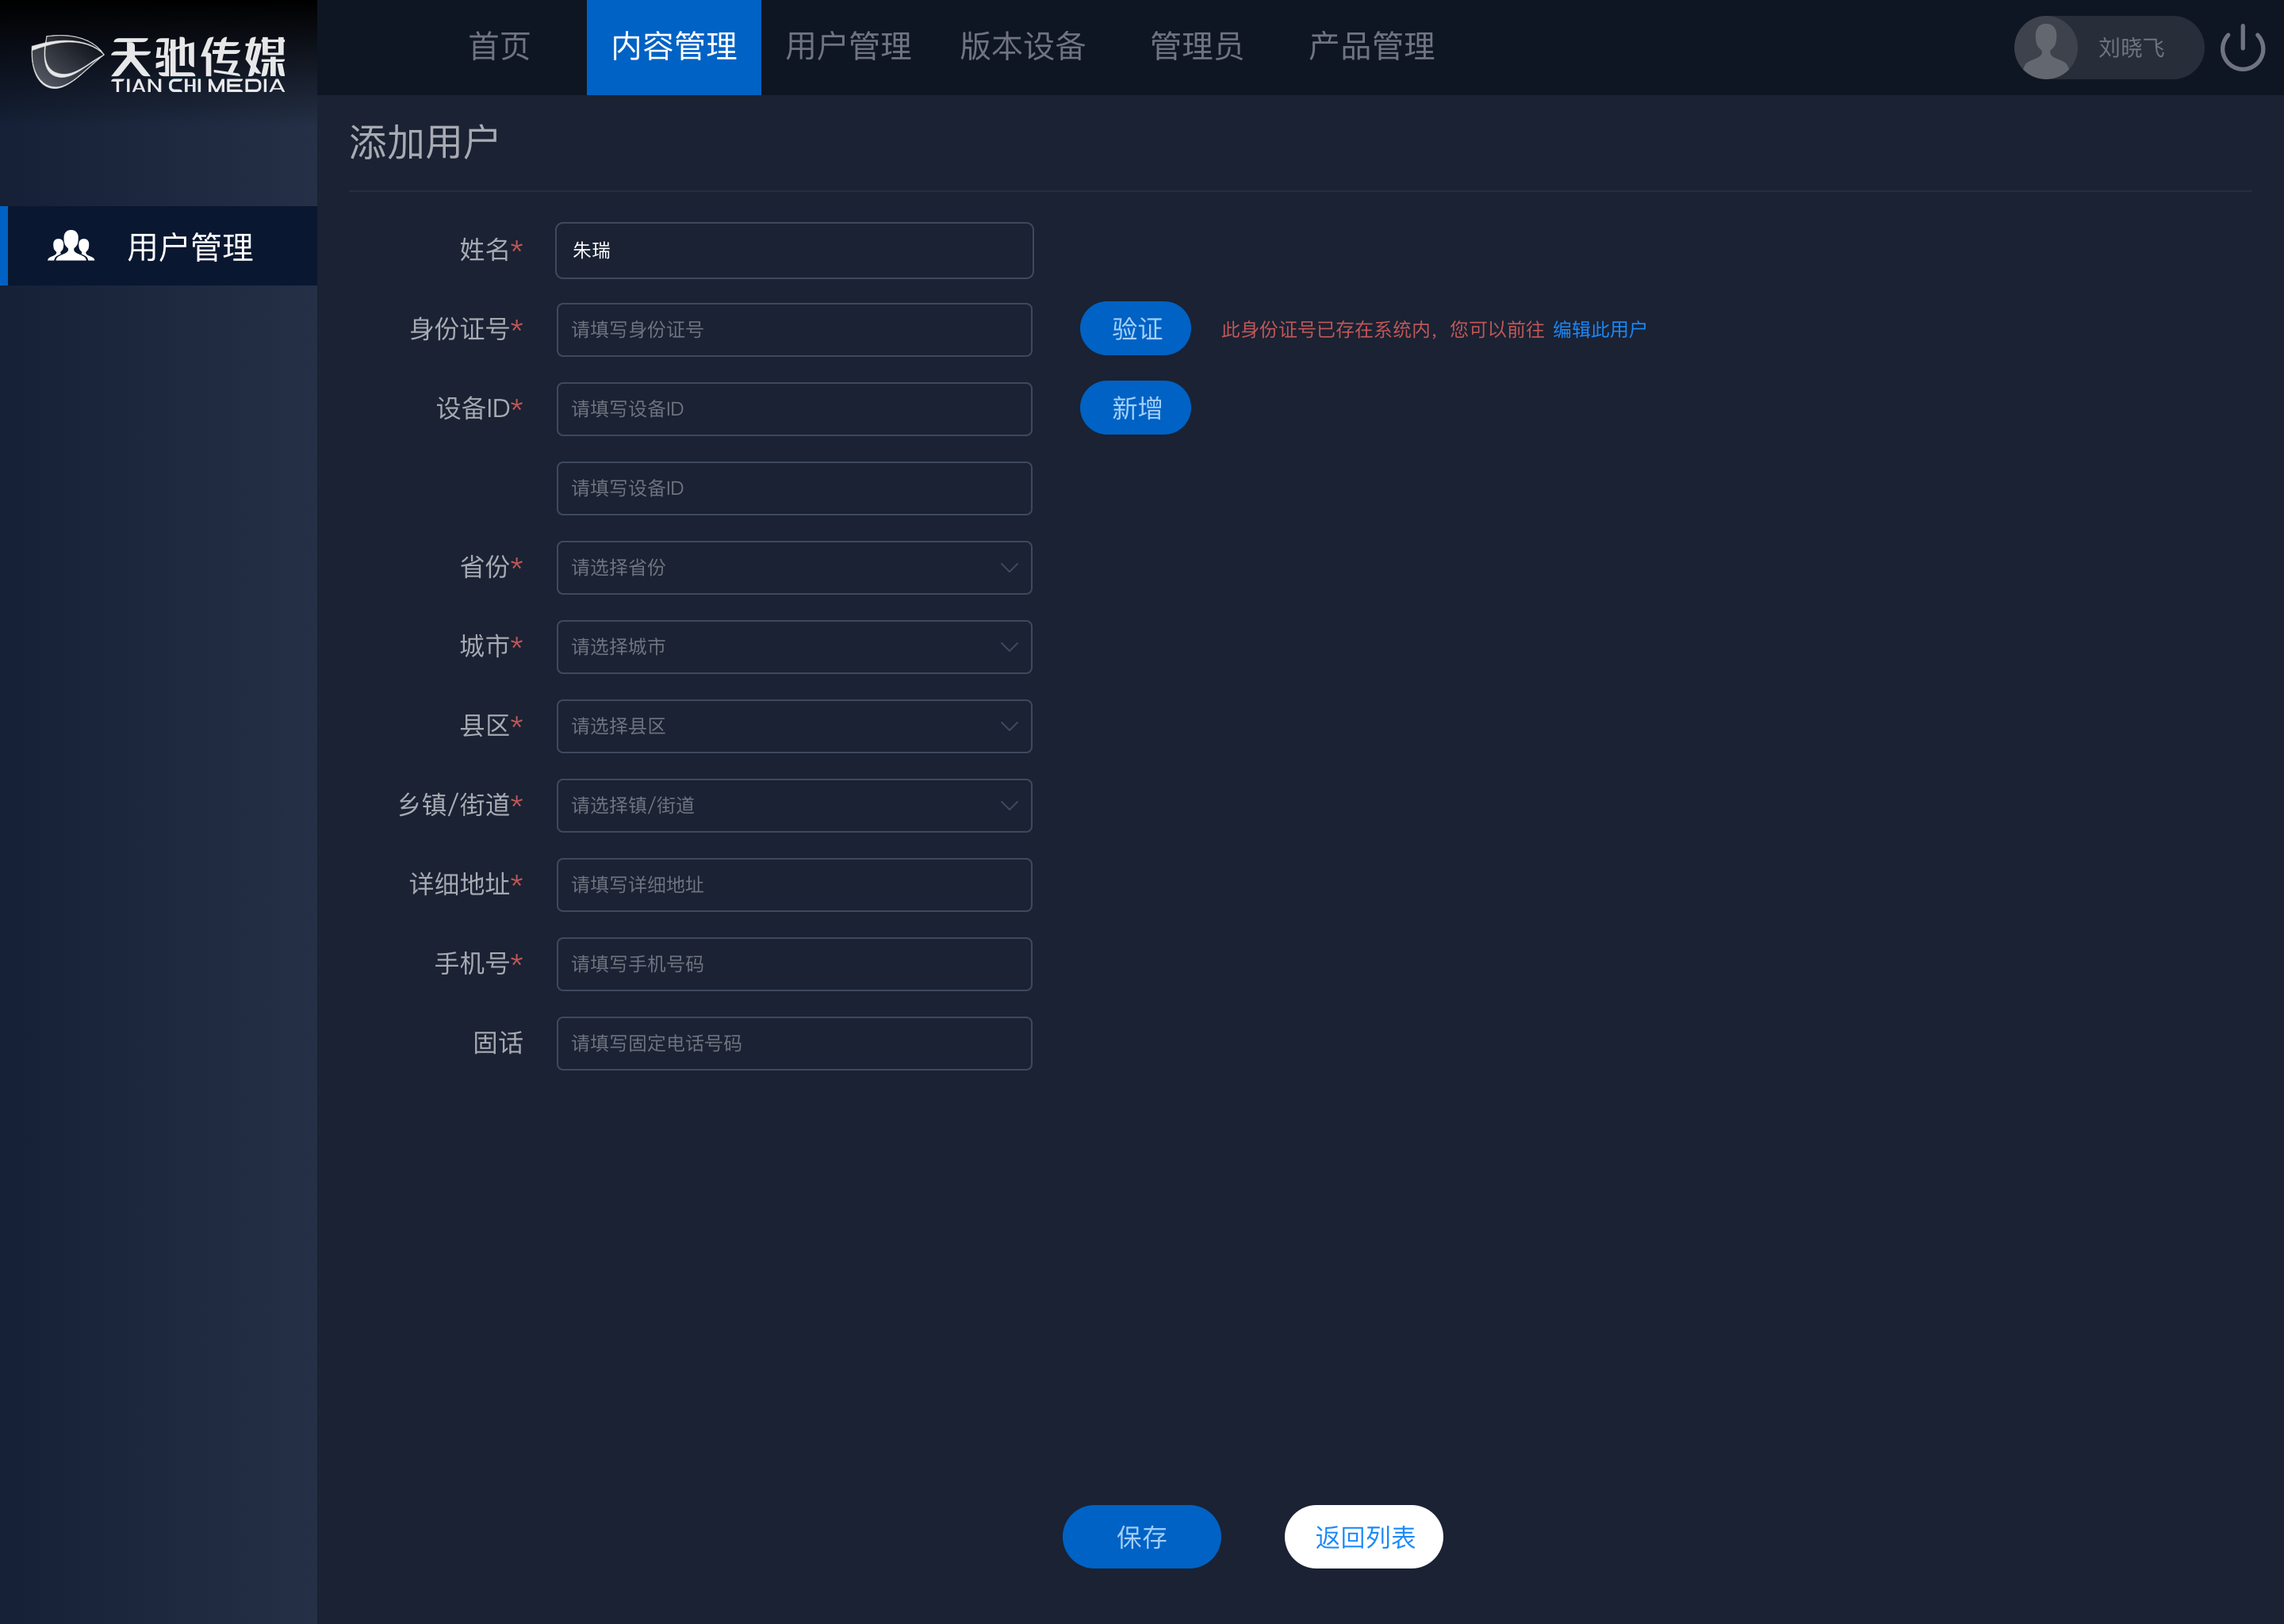 天驰传媒
TIAN CHI MEDIA
首页 内容管理 用户管理 版本设备 管理员 产品管理 刘晓飞
添加用户
用户管理
姓名* 朱瑞
身份证号* 请填写身份证号 验证 此身份证号已存在系统内，您可以前往 编辑此用户
设备ID* 请填写设备ID 新增
请填写设备ID
省份* 请选择省份
城市* 请选择城市
县区* 请选择县区
乡镇/街道* 请选择镇/街道
详细地址* 请填写详细地址
手机号* 请填写手机号码
固话 请填写固定电话号码
保存 返回列表